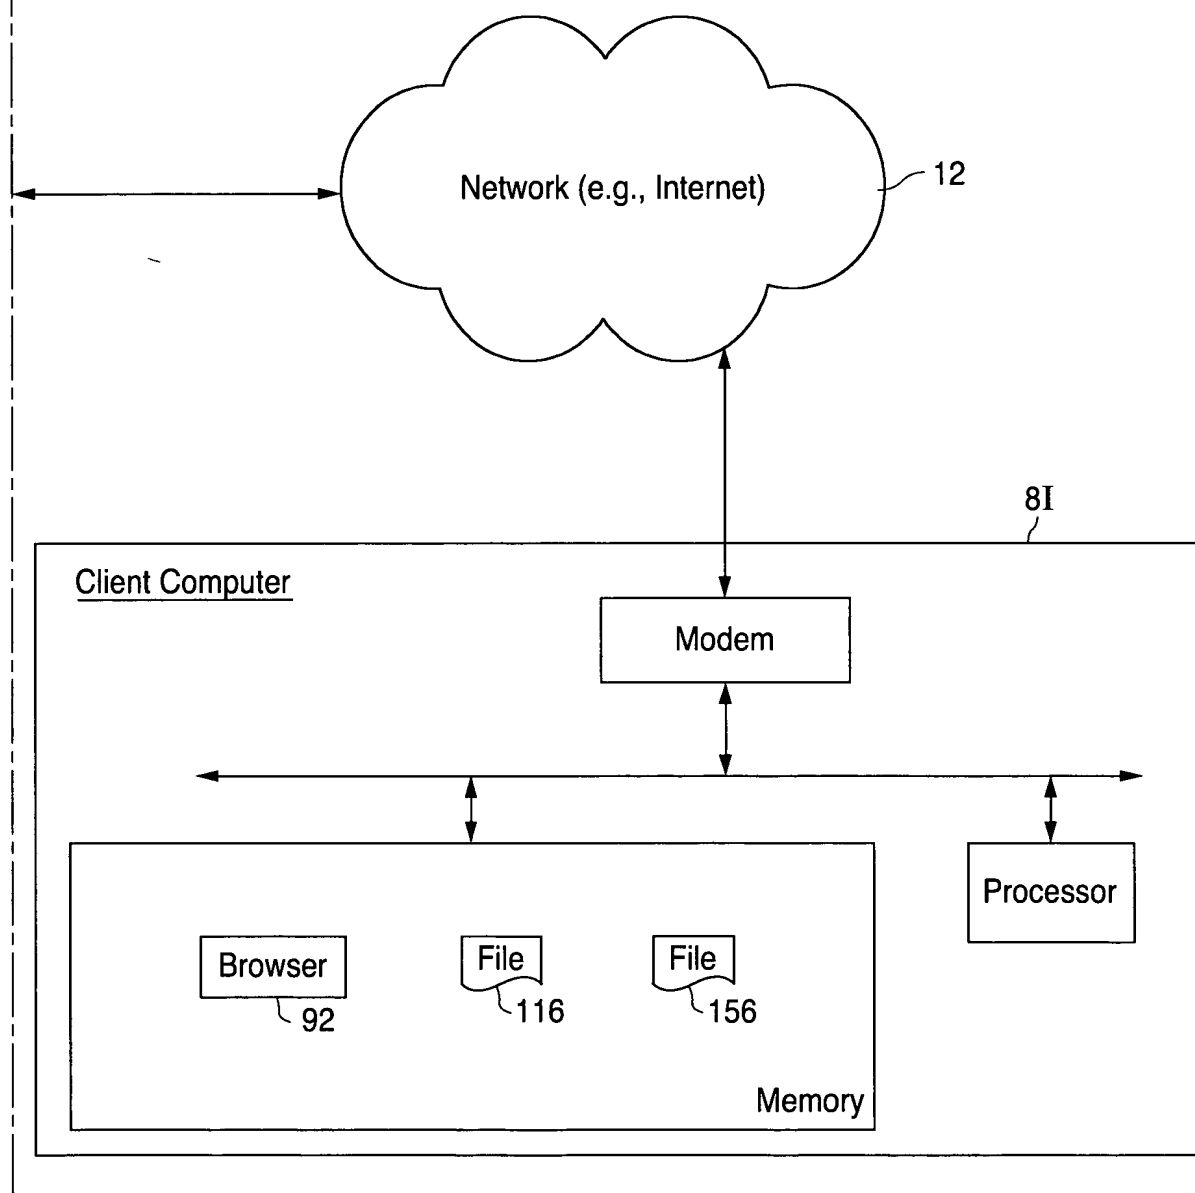 Network (e.g., Internet)
12
8I
Client Computer
Modem
Processor
Browser
File
File
92
116
156
Memory